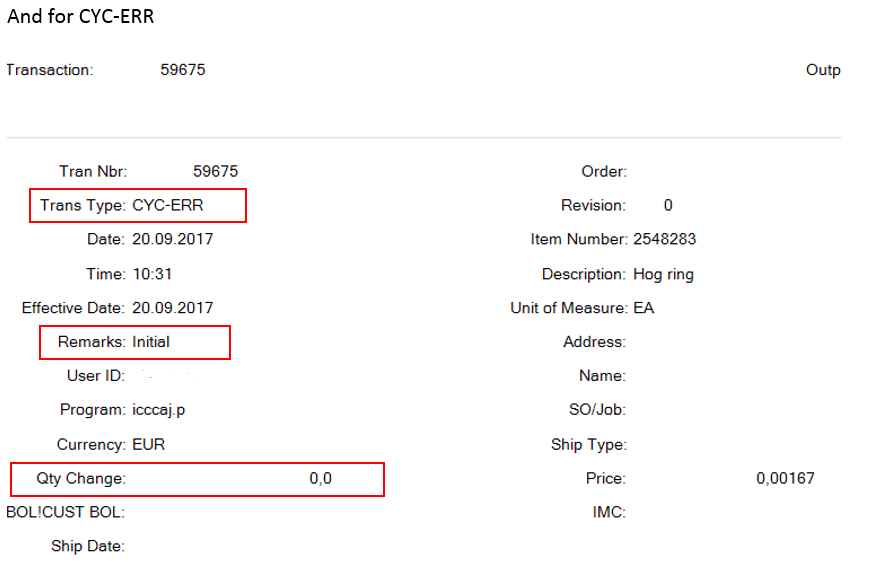 And for CYC-ERR
Transaction: 59675 Outp
Tran Nbr: 59675 Order:
Trans Type: CYC-ERR Revision: 0
Date: 20.09.2017 Item Number: 2548283
Time: 10:31 Description: Hog ring
Effective Date: 20.09.2017 Unit of Measure: EA
Remarks: Initial Address:
User ID: Name:
Program: icccaj.p SO/Job:
Currency: EUR Ship Type:
Qty Change: 0,0 Price: 0,00167
BOL!CUST BOL: IMC:
Ship Date: